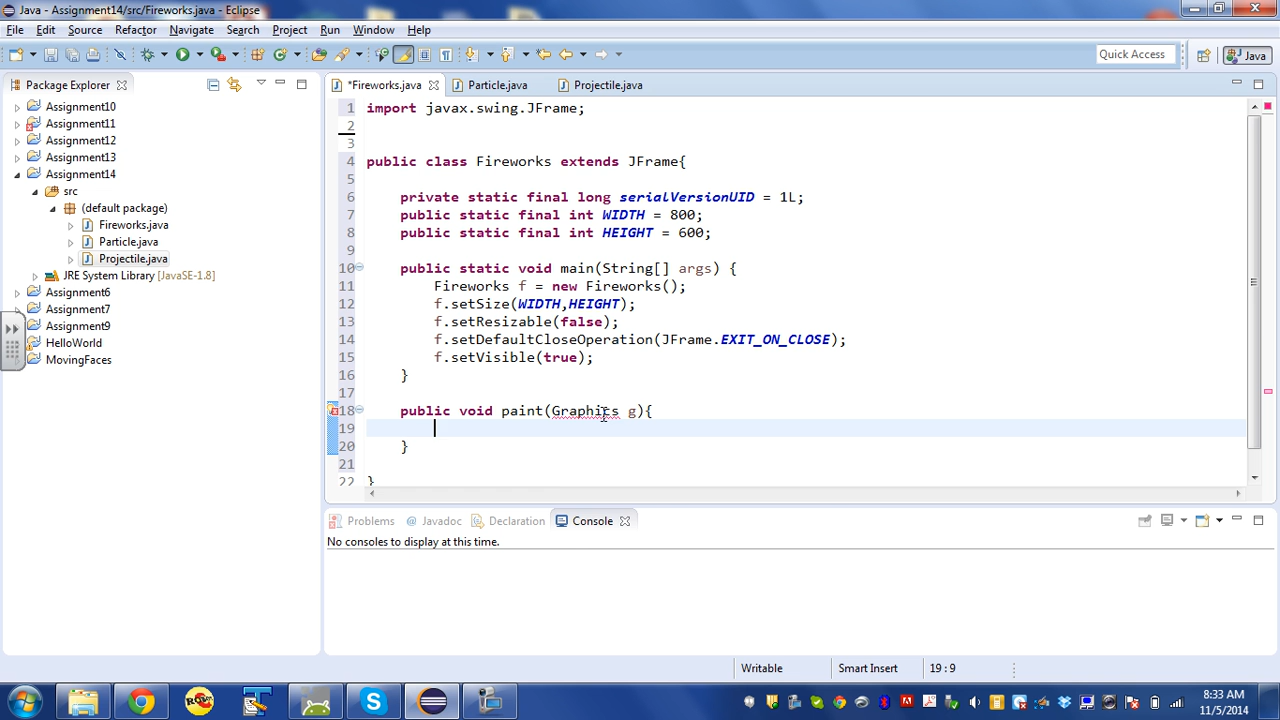 Java - Assignment14/src/Fireworks.java - Eclipse
File Edit Source Refactor Navigate Search Project Run Window Help
Quick Access
Java
Package Explorer
Assignment10
Assignment11
Assignment12
Assignment13
Assignment14
src
(default package)
Fireworks.java
Particle.java
Projectile.java
JRE System Library [JavaSE-1.8]
Assignment6
Assignment7
Assignment9
HelloWorld
MovingFaces
*Fireworks.java Particle.java Projectile.java
1 import javax.swing.JFrame;
2
3
4 public class Fireworks extends JFrame{
5
6 private static final long serialVersionUID = 1L;
7 public static final int WIDTH = 800;
8 public static final int HEIGHT = 600;
9
10 public static void main(String[] args) {
11 Fireworks f = new Fireworks();
12 f.setSize(WIDTH,HEIGHT);
13 f.setResizable(false);
14 f.setDefaultCloseOperation(JFrame.EXIT_ON_CLOSE);
15 f.setVisible(true);
16 }
17
18 public void paint(Graphics g){
19
20 }
21
22 }
Problems @ Javadoc Declaration Console
No consoles to display at this time.
Writable Smart Insert 19 : 9
8:33 AM
11/5/2014